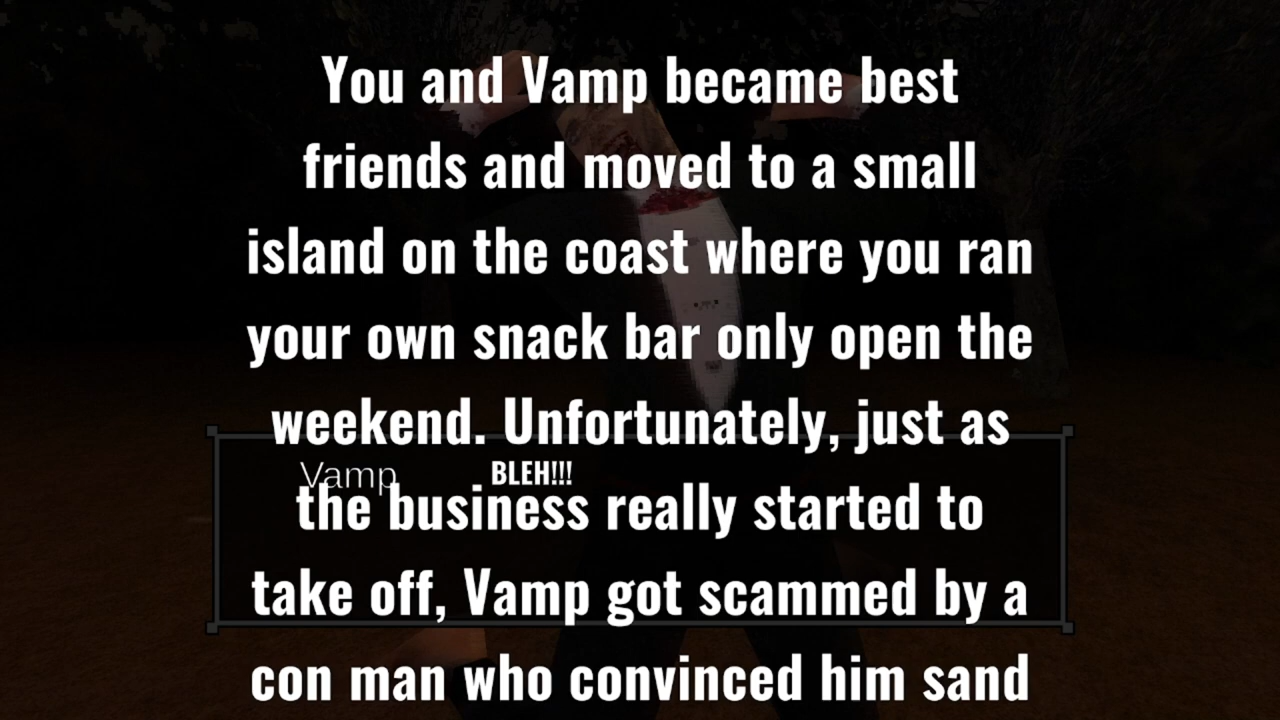 You and Vamp became best
friends and moved to a small
island on the coast where you ran
your own snack bar only open the
weekend. Unfortunately, just as
Vamp BLEH!!!
the business really started to
take off, Vamp got scammed by a
con man who convinced him sand